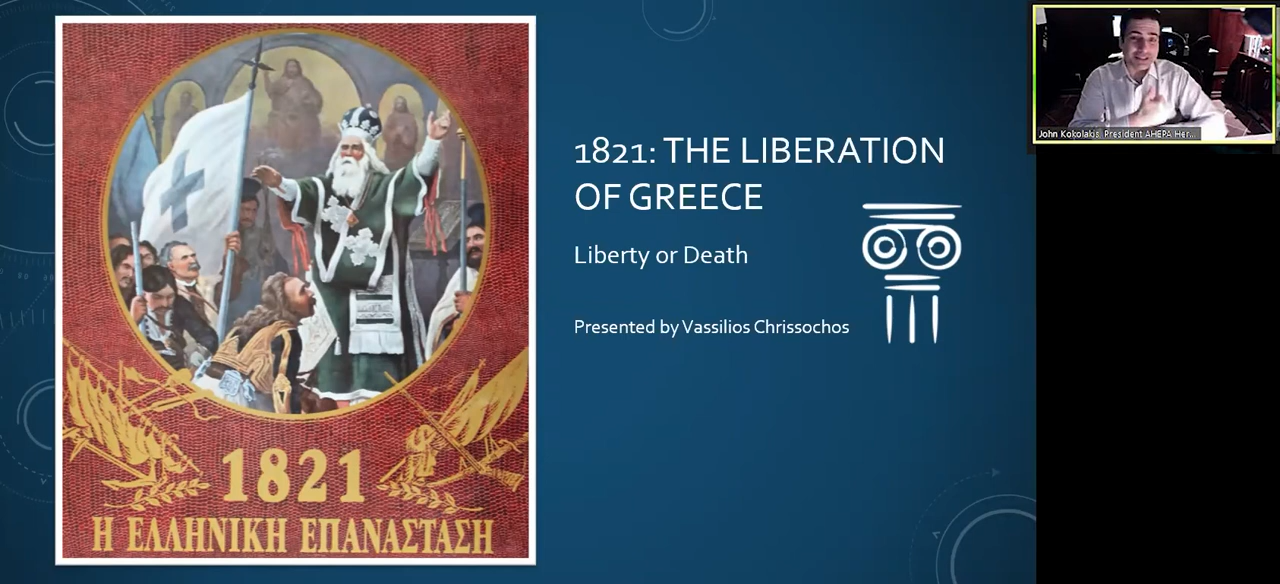 1821
Η ΕΛΛΗΝΙΚΗ ΕΠΑΝΑΣΤΑΣΗ
1821: THE LIBERATION
OF GREECE
Liberty or Death
Presented by Vassilios Chrissochos
John Kokolakis, President AHEPA Her...